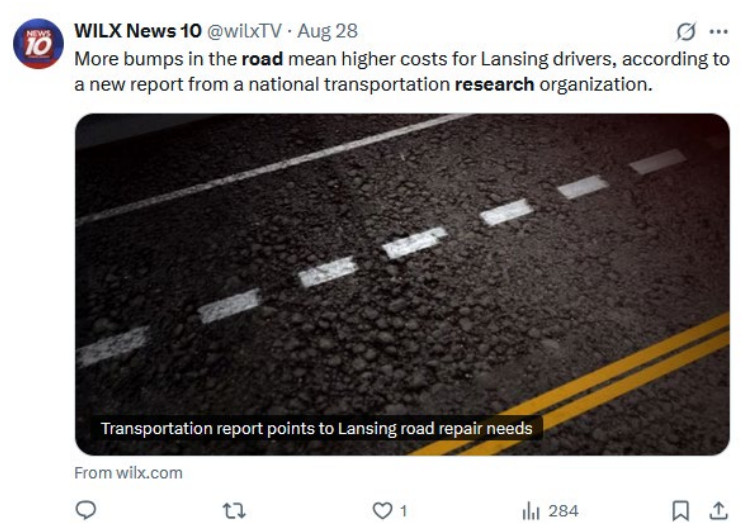 NEWS
10
WILX News 10 @wilxTV · Aug 28
More bumps in the road mean higher costs for Lansing drivers, according to
a new report from a national transportation research organization.
Transportation report points to Lansing road repair needs
From wilx.com
1
284